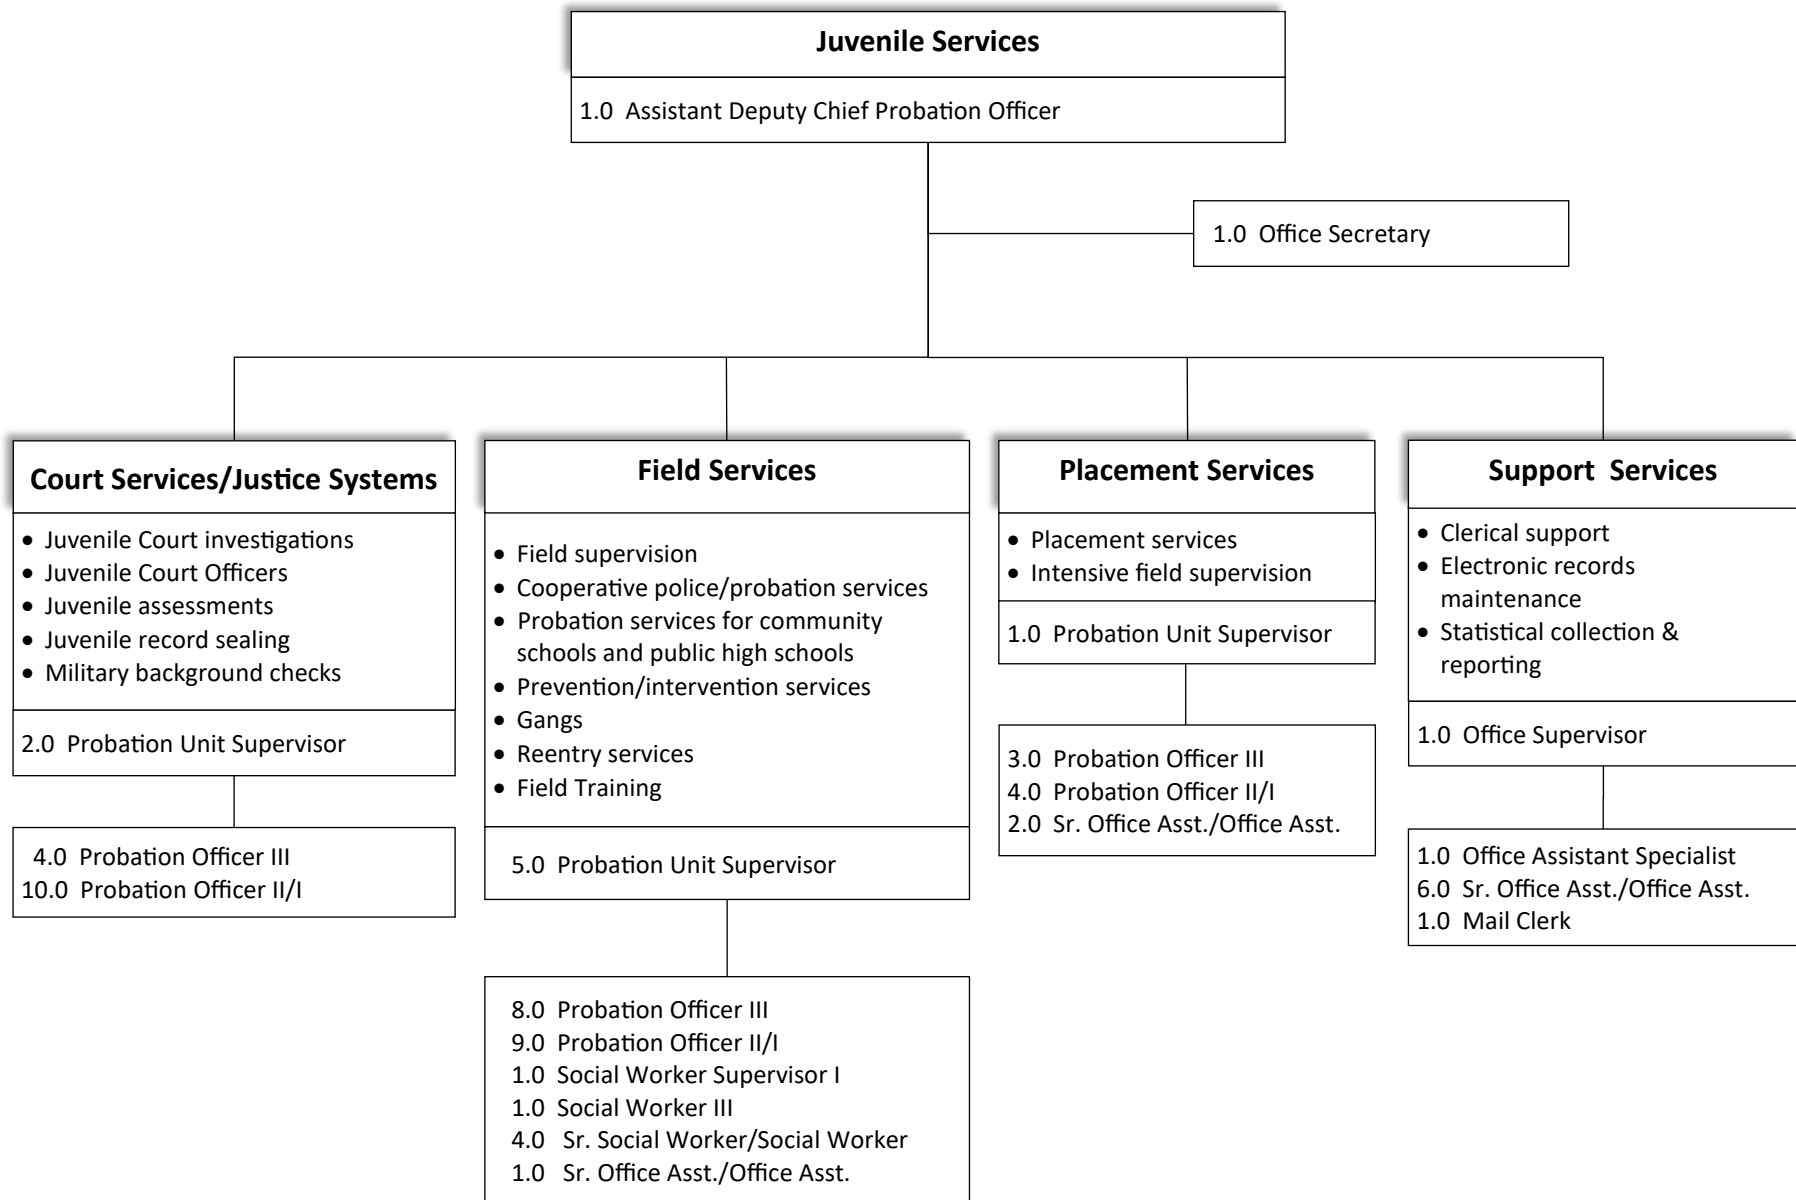 Juvenile Services
1.0 Assistant Deputy Chief Probation Officer
1.0 Office Secretary
Court Services/Justice Systems
• Juvenile Court investigations
• Juvenile Court Officers
• Juvenile assessments
• Juvenile record sealing
• Military background checks
2.0 Probation Unit Supervisor
4.0 Probation Officer III
10.0 Probation Officer II/I
Field Services
• Field supervision
• Cooperative police/probation services
• Probation services for community
schools and public high schools
• Prevention/intervention services
• Gangs
• Reentry services
• Field Training
5.0 Probation Unit Supervisor
8.0 Probation Officer III
9.0 Probation Officer II/I
1.0 Social Worker Supervisor I
1.0 Social Worker III
4.0 Sr. Social Worker/Social Worker
1.0 Sr. Office Asst./Office Asst.
Placement Services
• Placement services
• Intensive field supervision
1.0 Probation Unit Supervisor
3.0 Probation Officer III
4.0 Probation Officer II/I
2.0 Sr. Office Asst./Office Asst.
Support Services
• Clerical support
• Electronic records
maintenance
• Statistical collection &
reporting
1.0 Office Supervisor
1.0 Office Assistant Specialist
6.0 Sr. Office Asst./Office Asst.
1.0 Mail Clerk